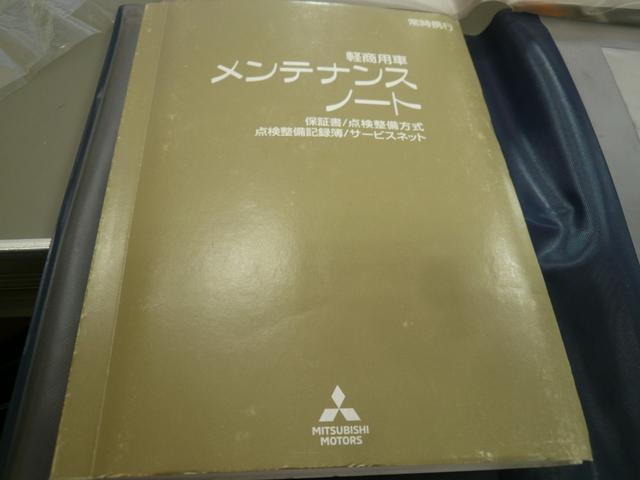 常時携行
軽商用車
メンテナンス
ノート
保証書/点検整備方式
点検整備記録簿/サービスネット
MITSUBISHI
MOTORS